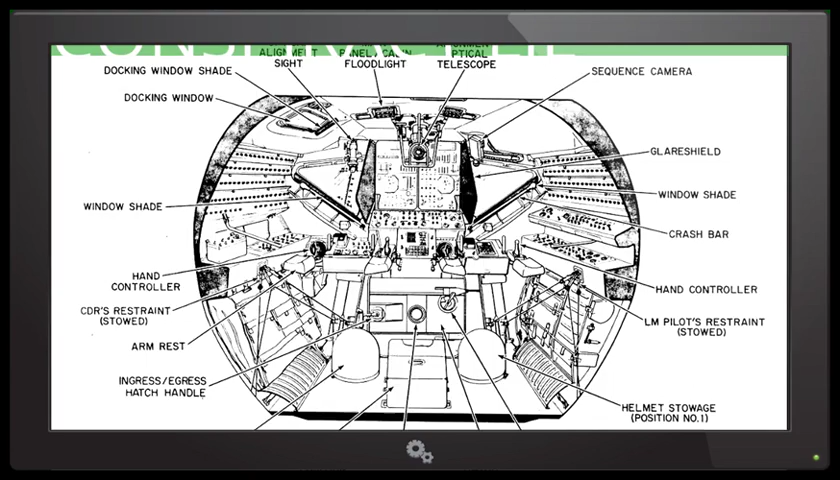 ALIGNMENT
SIGHT
PANEL/CABIN
FLOODLIGHT
TELESCOPE
DOCKING WINDOW SHADE
DOCKING WINDOW
SEQUENCE CAMERA
GLARESHIELD
WINDOW SHADE
WINDOW SHADE
CRASH BAR
HAND
CONTROLLER
HAND CONTROLLER
CDR'S RESTRAINT
(STOWED)
LM PILOT'S RESTRAINT
(STOWED)
ARM REST
INGRESS/EGRESS
HATCH HANDLE
HELMET STOWAGE
(POSITION NO.1)